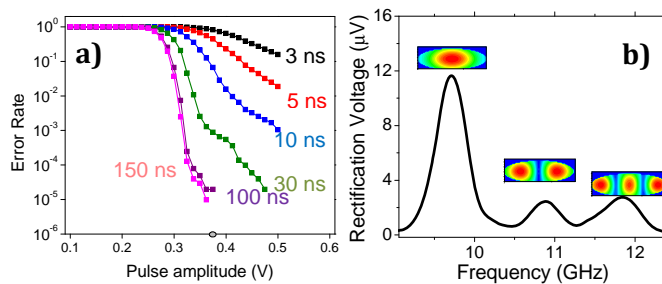 a)
Error Rate
10^0
10^-1
10^-2
10^-3
10^-4
10^-5
10^-6
3 ns
5 ns
10 ns
30 ns
150 ns
100 ns
0.1 0.2 0.3 0.4 0.5
Pulse amplitude (V)
b)
Rectification Voltage (μV)
16
12
8
4
0
10 11 12
Frequency (GHz)